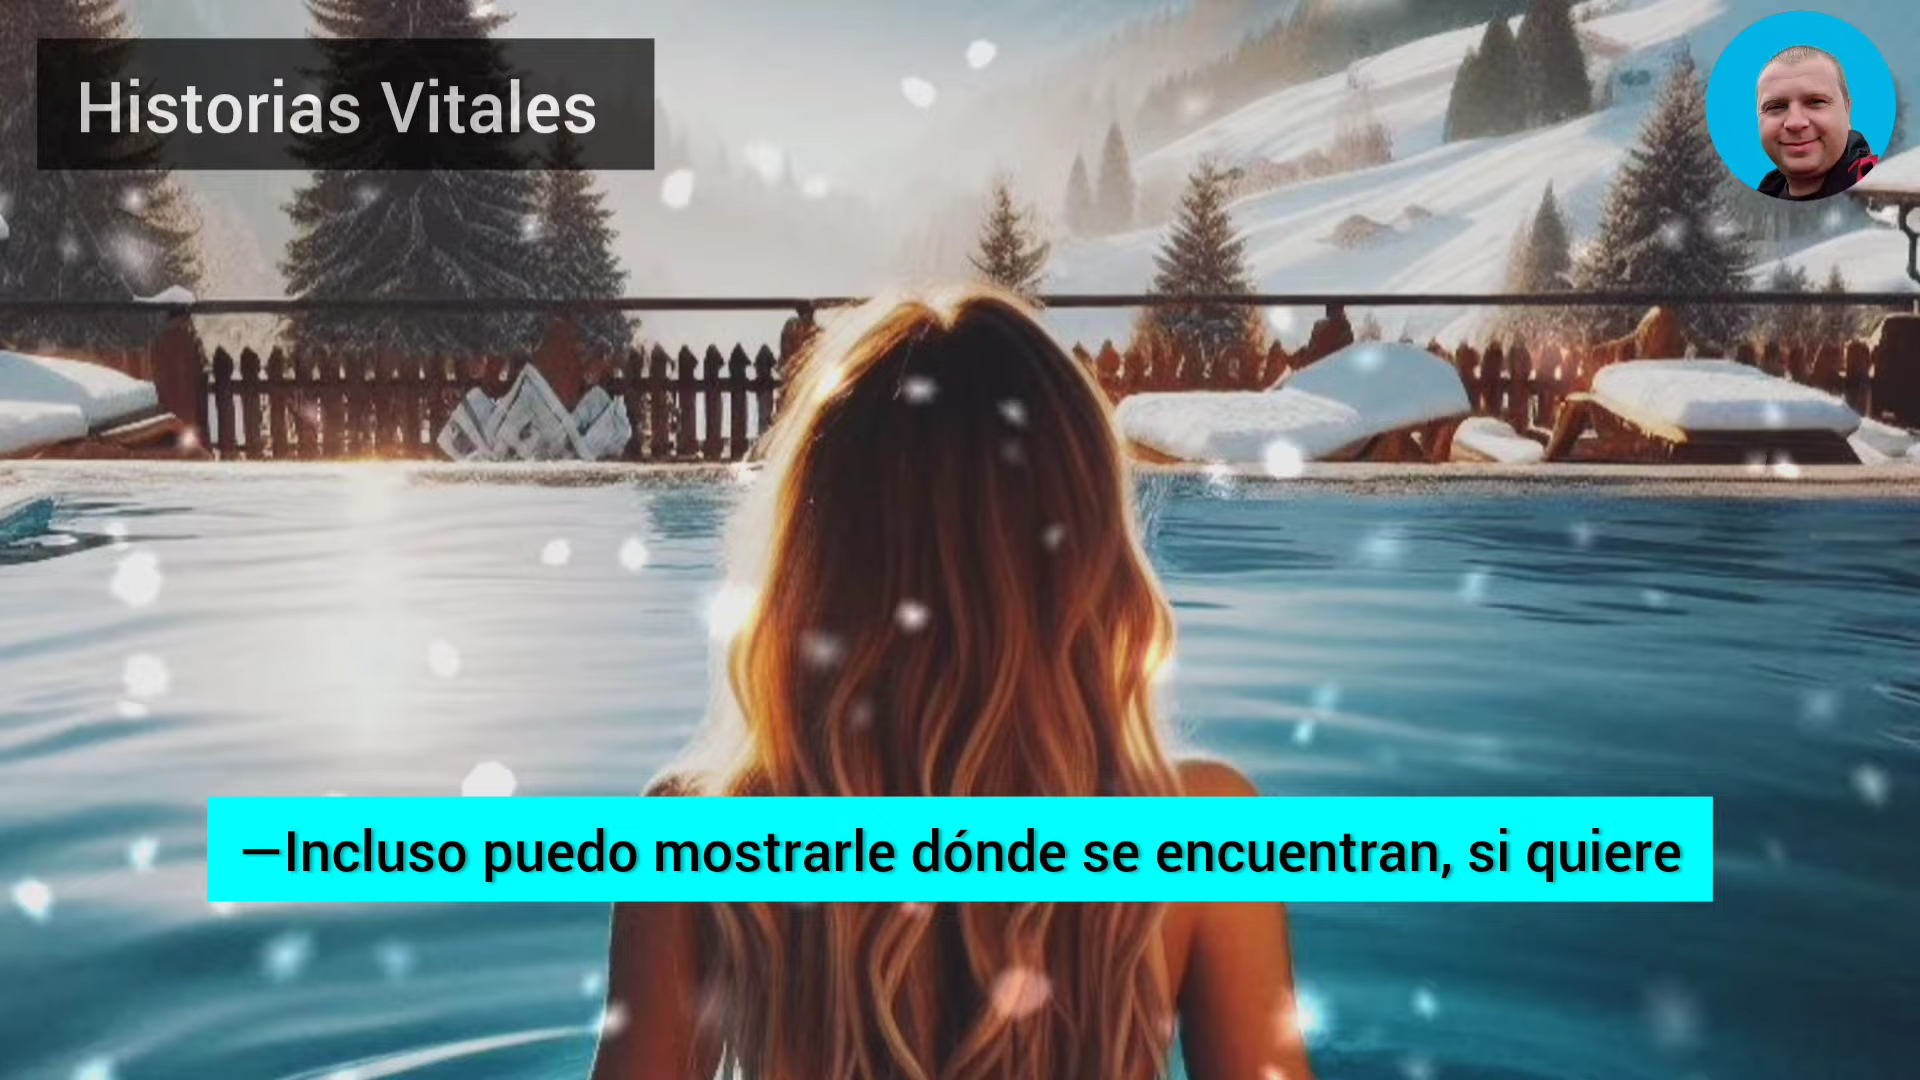 Historias Vitales
—Incluso puedo mostrarle dónde se encuentran, si quiere